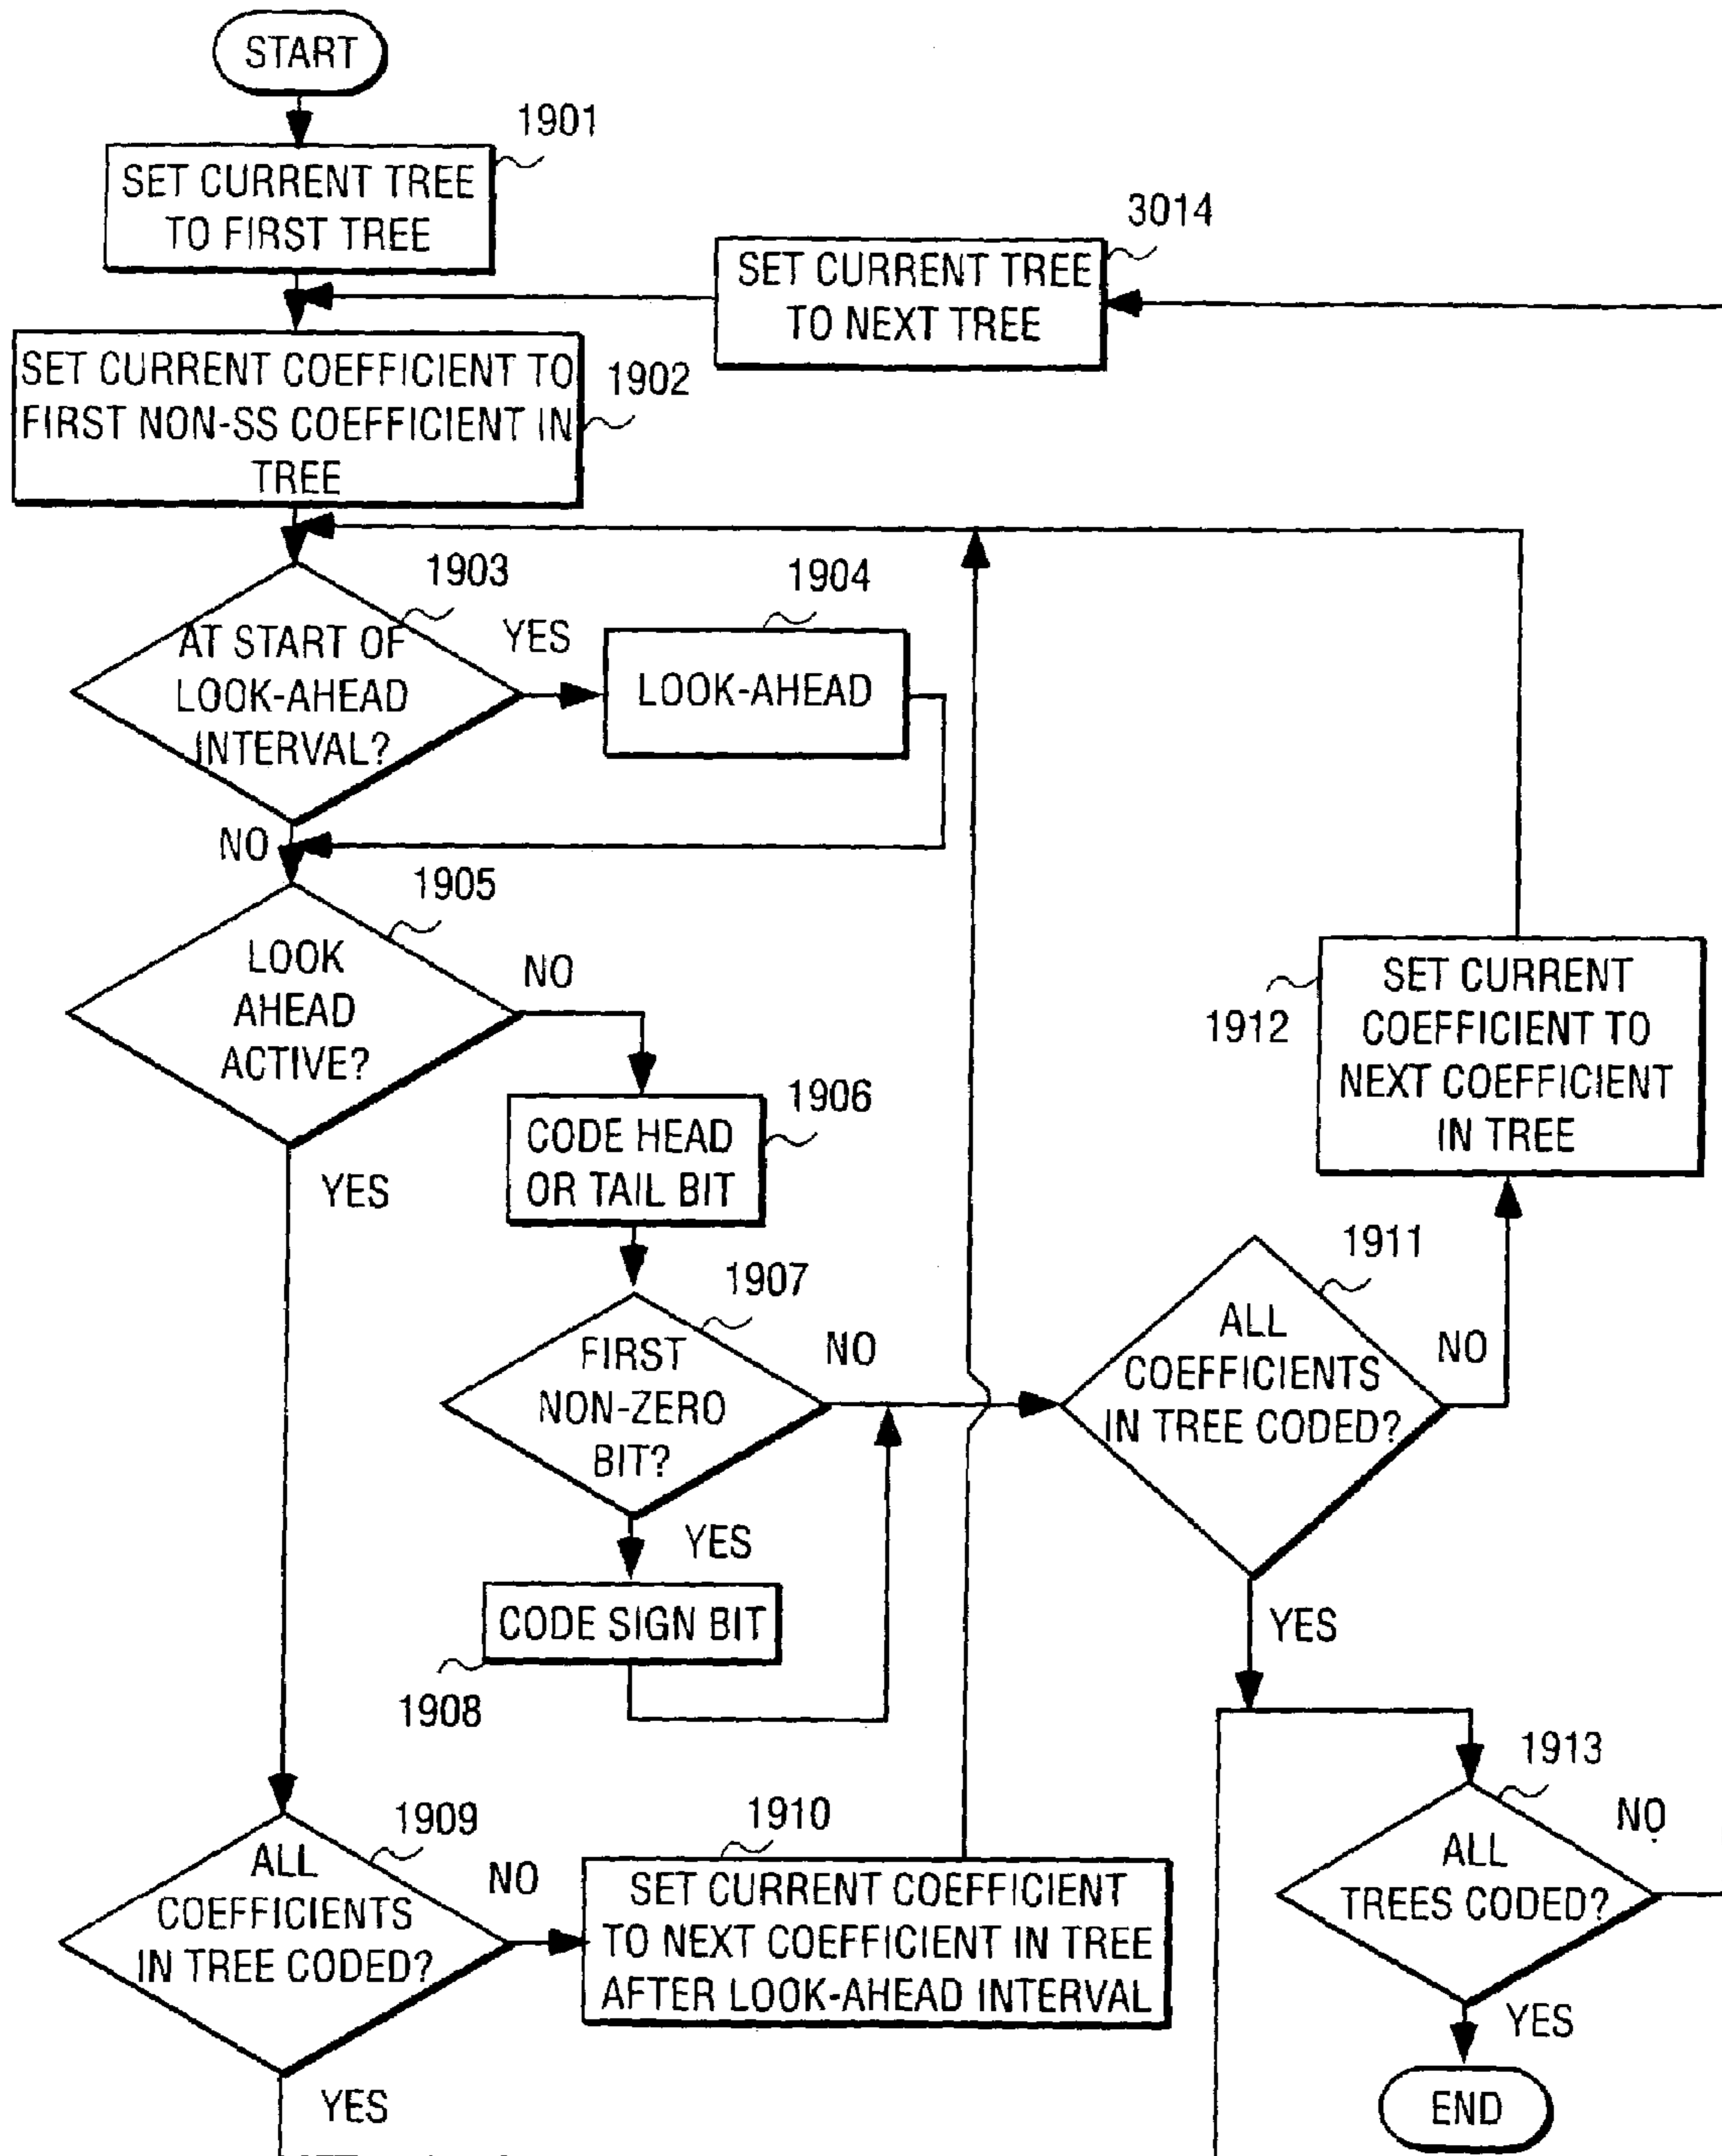 START
1901
SET CURRENT TREE
TO FIRST TREE
3014
SET CURRENT TREE
TO NEXT TREE
1902
SET CURRENT COEFFICIENT TO
FIRST NON-SS COEFFICIENT IN
TREE
1903
AT START OF
LOOK-AHEAD
INTERVAL?
YES
1904
LOOK-AHEAD
NO
1905
LOOK
AHEAD
ACTIVE?
NO
YES
1906
CODE HEAD
OR TAIL BIT
1907
FIRST
NON-ZERO
BIT?
NO
YES
CODE SIGN BIT
1908
1912
SET CURRENT
COEFFICIENT TO
NEXT COEFFICIENT
IN TREE
1911
ALL
COEFFICIENTS
IN TREE CODED?
NO
YES
1909
ALL
COEFFICIENTS
IN TREE CODED?
NO
YES
1910
SET CURRENT COEFFICIENT
TO NEXT COEFFICIENT IN TREE
AFTER LOOK-AHEAD INTERVAL
1913
ALL
TREES CODED?
NO
YES
END